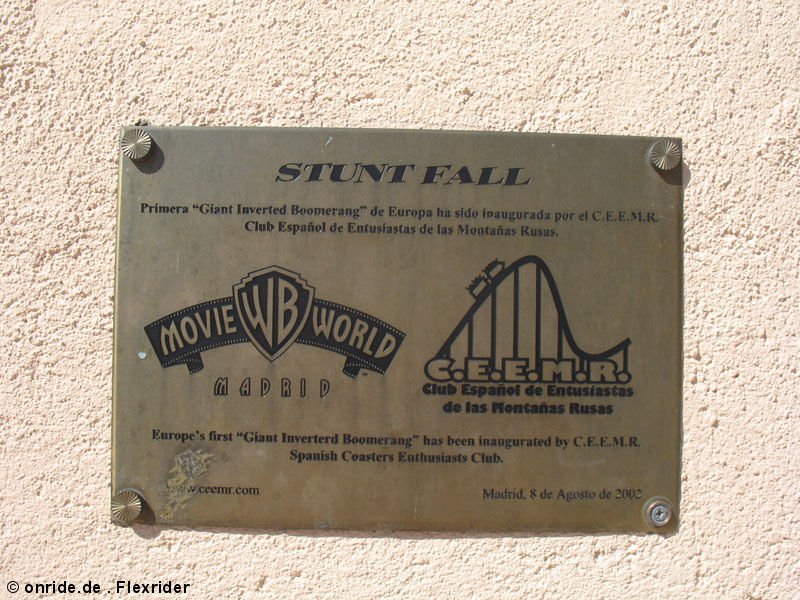 STUNT FALL
Primera “Giant Inverted Boomerang” de Europa ha sido inaugurada por el C.E.E.M.R.
Club Español de Entusiastas de las Montañas Rusas.
MOVIE WB WORLD
TM
MADRID
C.E.E.M.R.
Club Español de Entusiastas
de las Montañas Rusas
Europe's first “Giant Inverterd Boomerang” has been inaugurated by C.E.E.M.R.
Spanish Coasters Enthusiasts Club.
www.ceemr.com
Madrid, 8 de Agosto de 2002
© onride.de . Flexrider